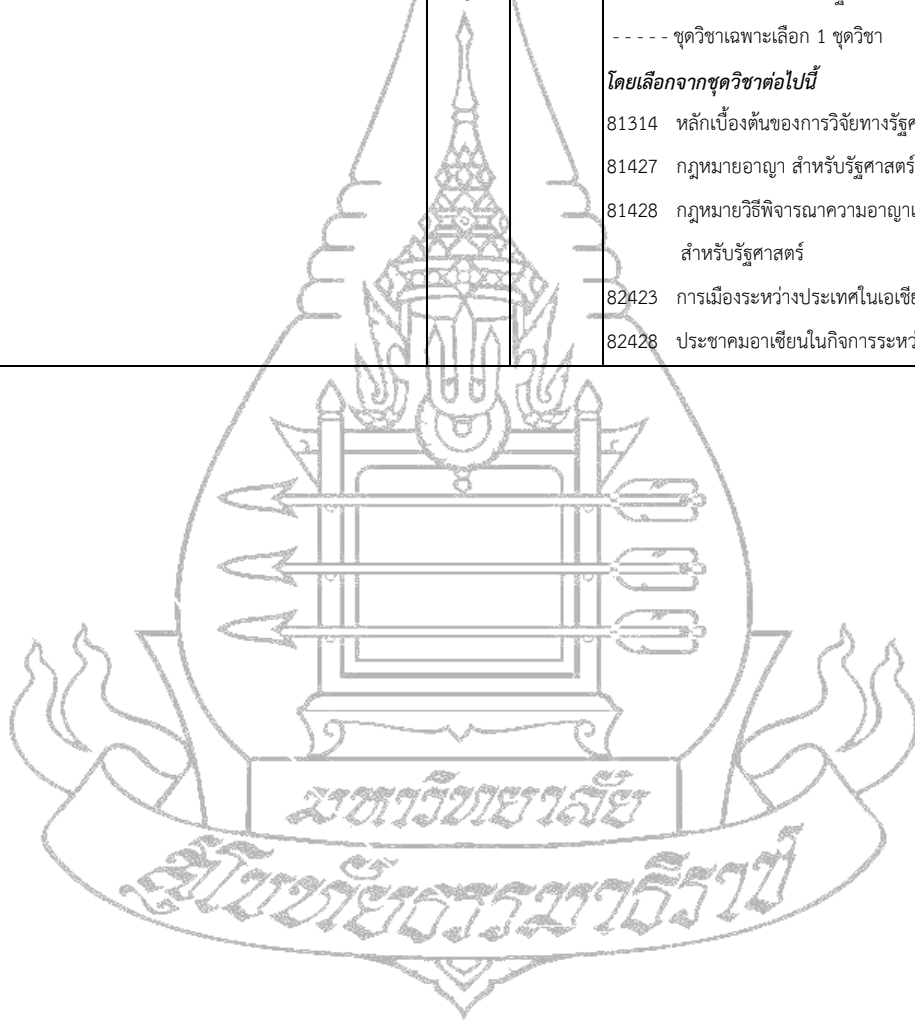 - - - - - ชุดวิชาเฉพาะเลือก 1 ชุดวิชา
โดยเลือกจากชุดวิชาต่อไปนี้
81314 หลักเบื้องต้นของการวิจัยทางรัฐศ
81427 กฎหมายอาญา สำหรับรัฐศาสตร์
81428 กฎหมายวิธีพิจารณาความอาญาเ
สำหรับรัฐศาสตร์
82423 การเมืองระหว่างประเทศในเอเชีย
82428 ประชาคมอาเซียนในกิจการระหว
มหาวิทยาลัย
สุโขทัยธรรมาธิราช